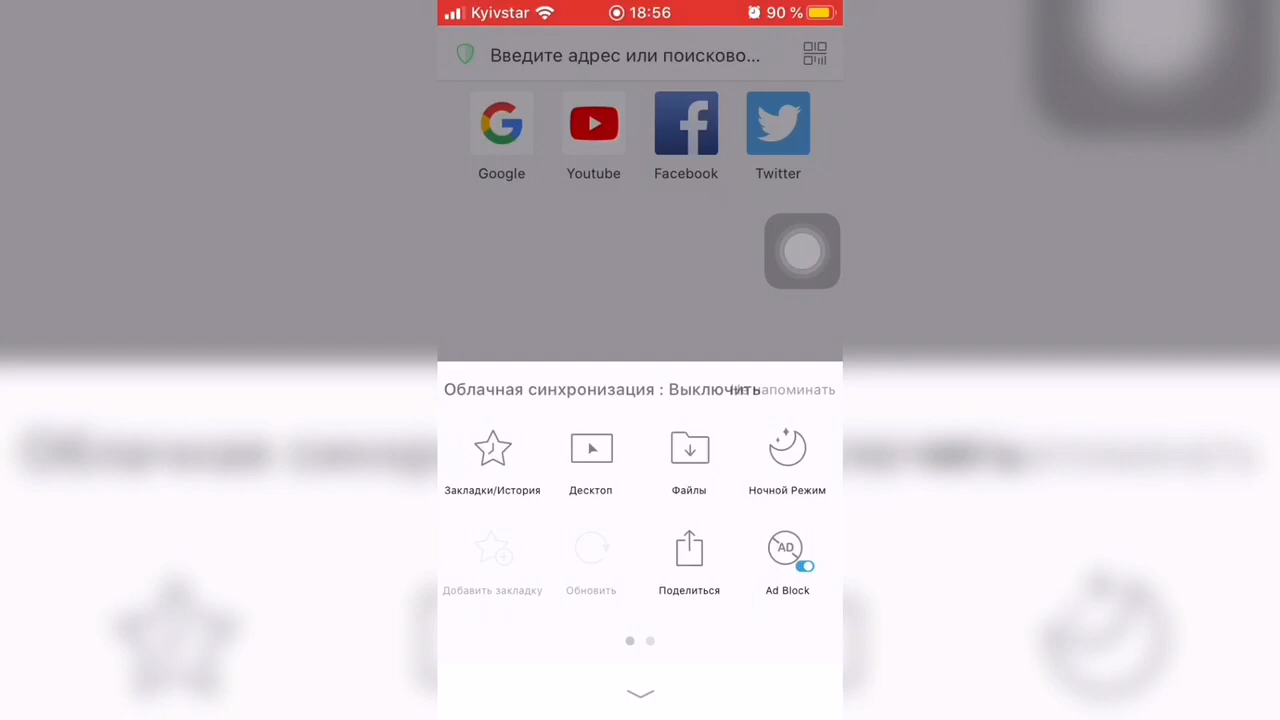 Kyivstar 18:56 90 %
Введите адрес или поисково...
Google Youtube Facebook Twitter
Облачная синхронизация : Выключить напоминать
Закладки/История Десктоп Файлы Ночной Режим
AD
Добавить закладку Обновить Поделиться Ad Block